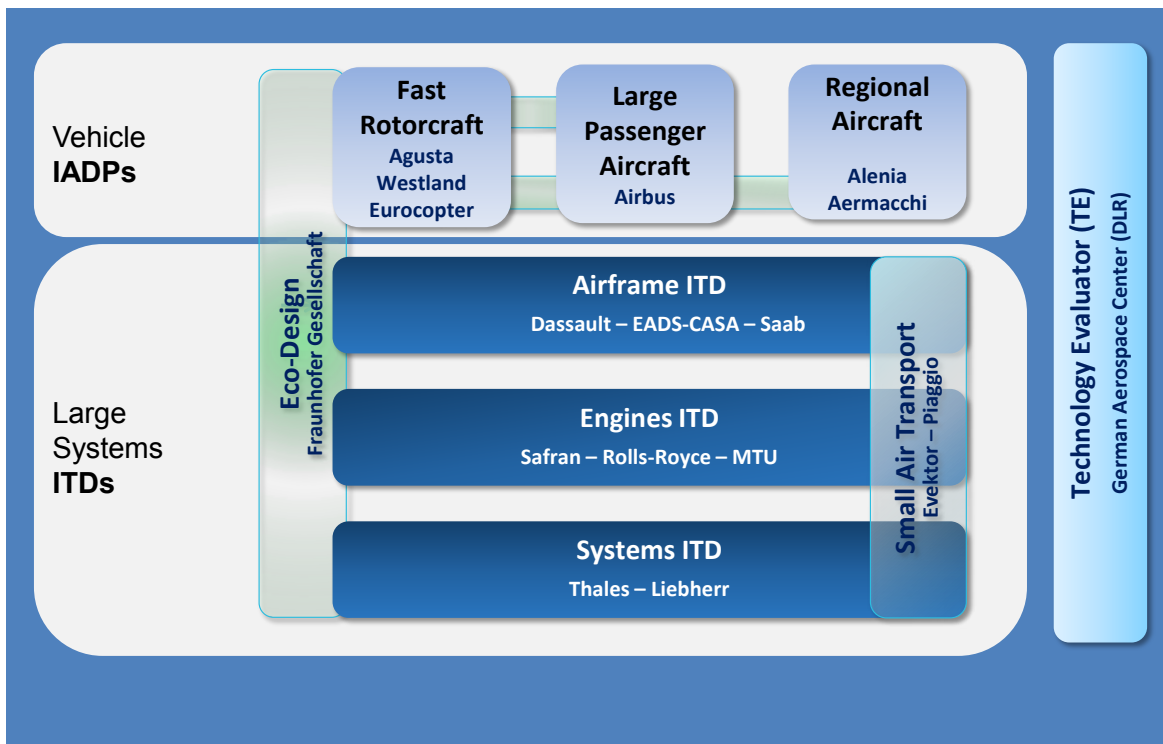 Vehicle
IADPs
Fast
Rotorcraft
Agusta
Westland
Eurocopter
Large
Passenger
Aircraft
Airbus
Regional
Aircraft
Alenia
Aermacchi
Eco-Design
Fraunhofer Gesellschaft
Large
Systems
ITDs
Airframe ITD
Dassault – EADS-CASA – Saab
Engines ITD
Safran – Rolls-Royce – MTU
Systems ITD
Thales – Liebherr
Small Air Transport
Evektor – Piaggio
Technology Evaluator (TE)
German Aerospace Center (DLR)